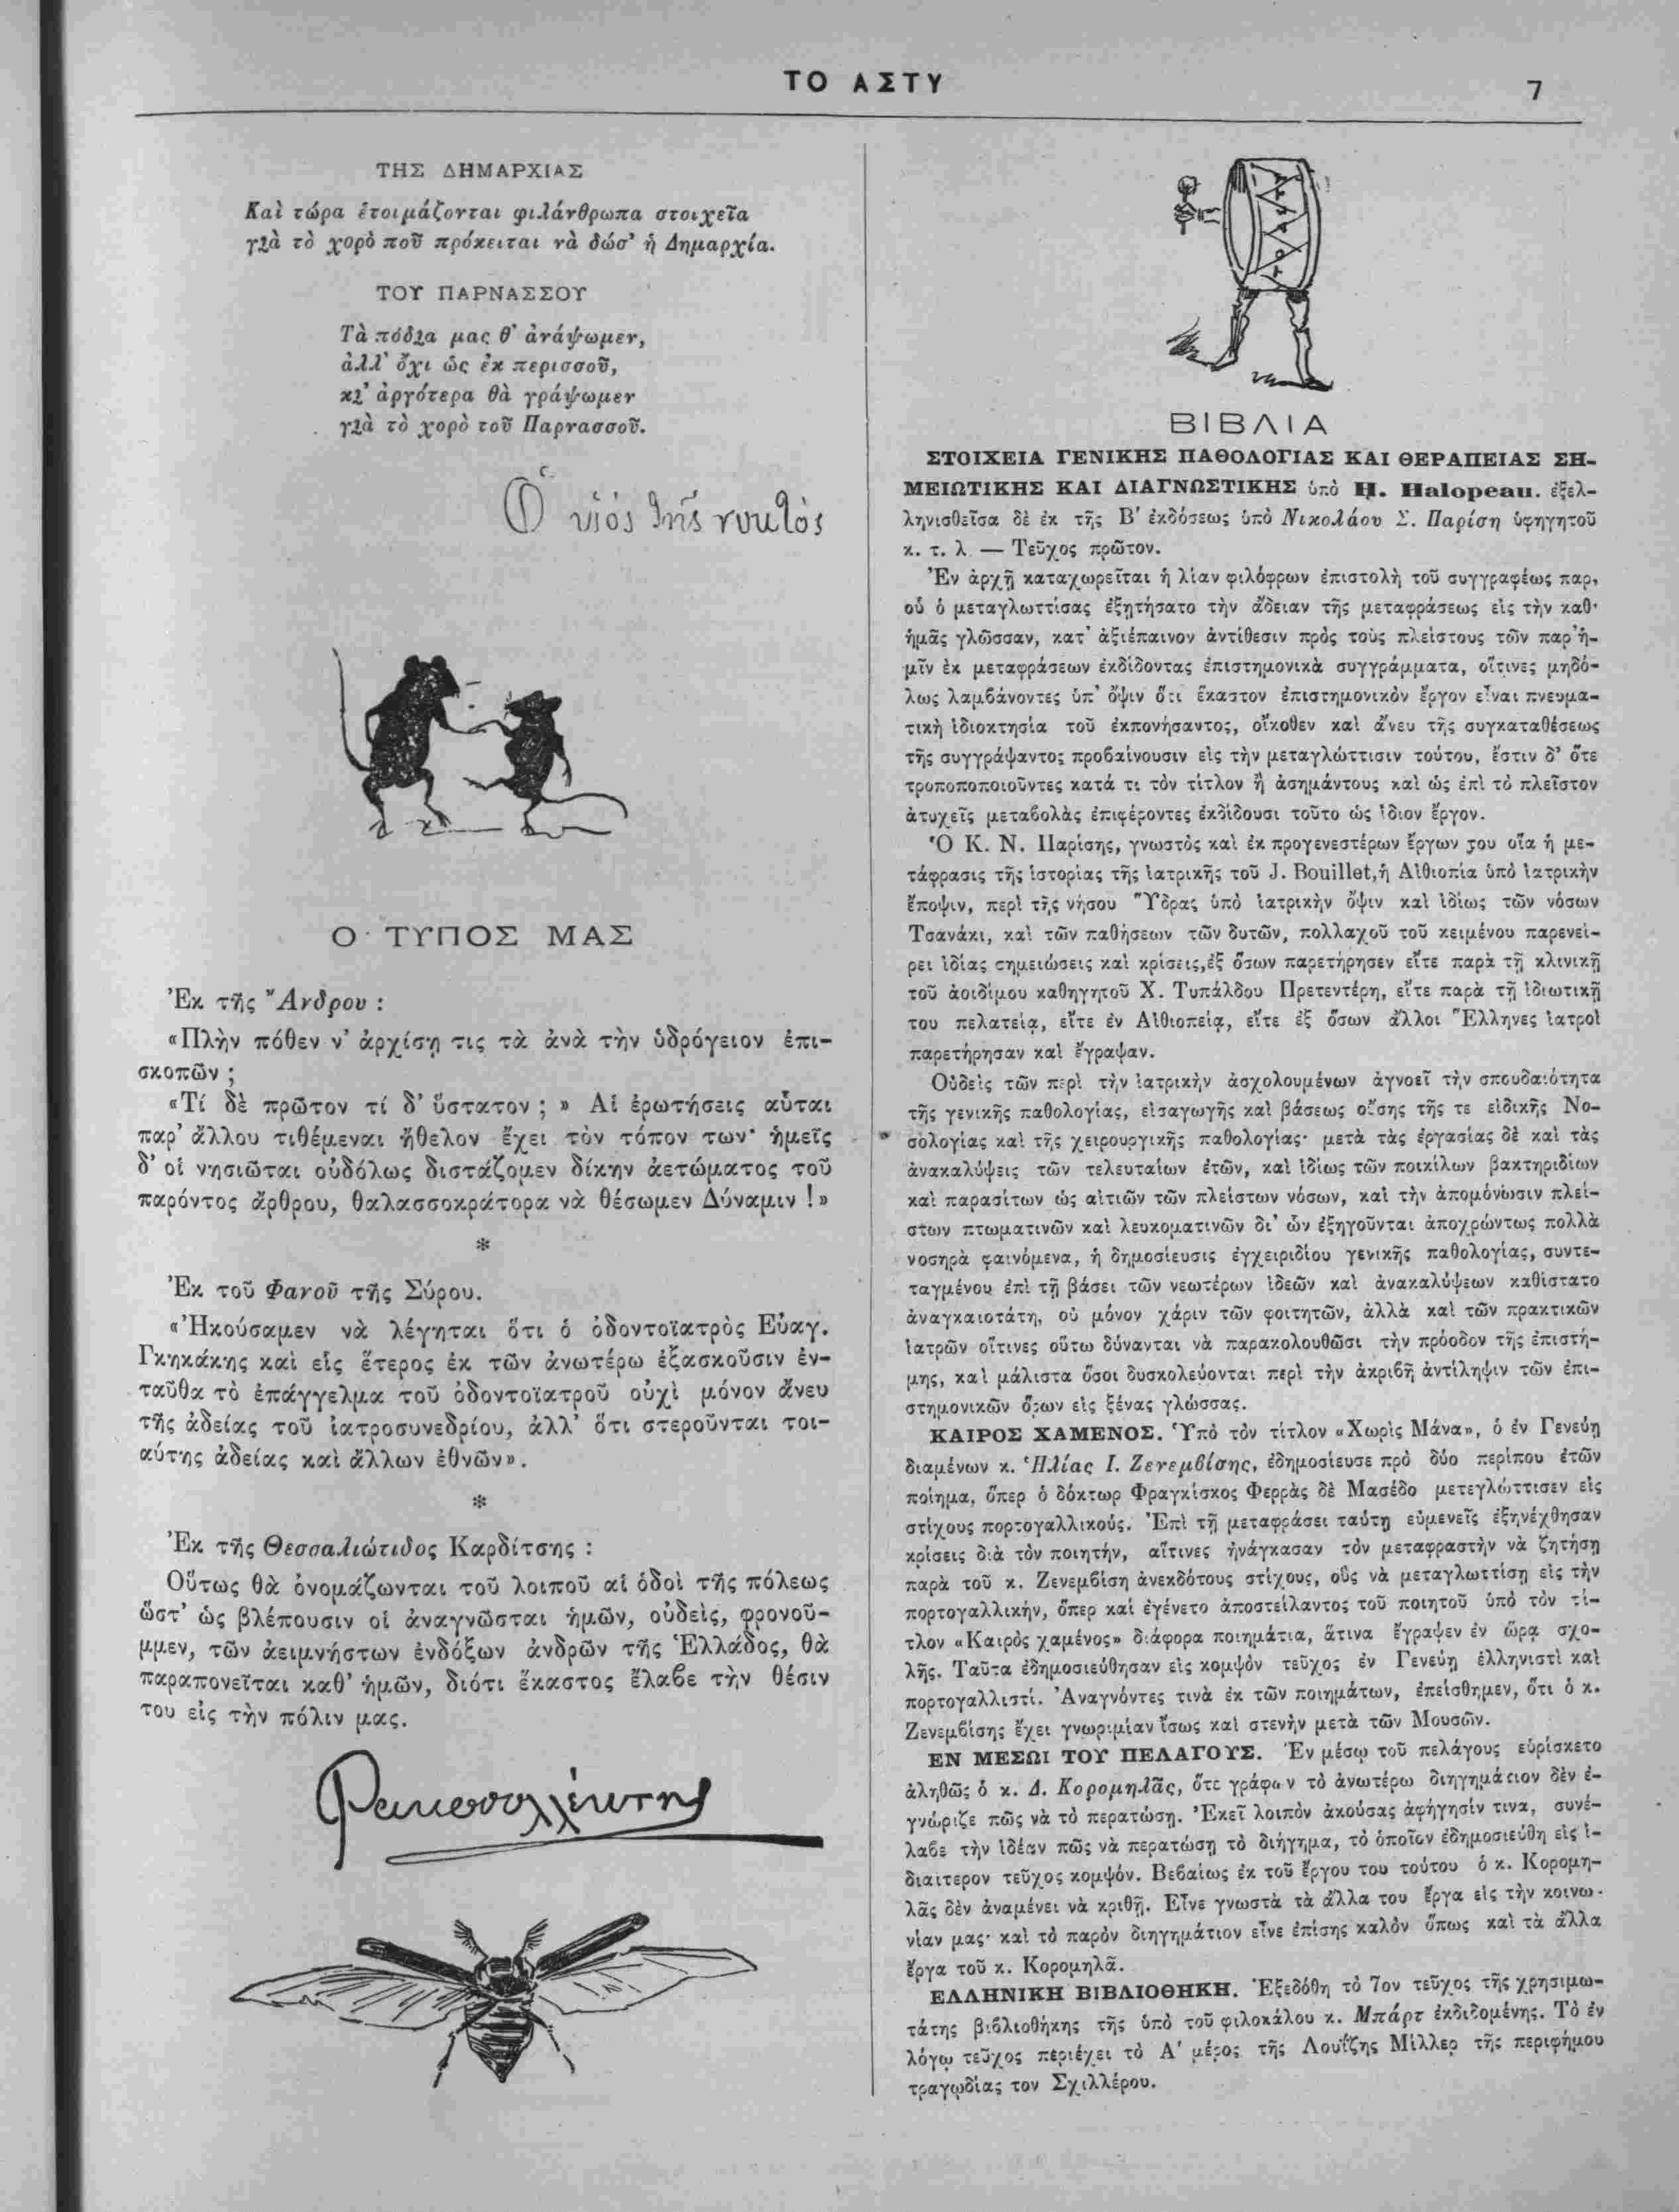 ΤΟ ΑΣΤΥ
7
ΤΗΣ ΔΗΜΑΡΧΙΑΣ
Καὶ τώρα ἑτοιμάζονται φιλάνθρωπα στοιχεῖα
γιὰ τὸ χορὸ ποῦ πρόκειται νὰ δώσ' ἡ Δημαρχία.
ΤΟΥ ΠΑΡΝΑΣΣΟΥ
Τὰ πόδια μας θ' ἀνάψωμεν,
ἀλλ' ὄχι ὡς ἐκ περισσοῦ,
κι' ἀργότερα θὰ γράψωμεν
γιὰ τὸ χορὸ τοῦ Παρνασσοῦ.
Ὁ υἱὸς τῆς νυκτός
Ο ΤΥΠΟΣ ΜΑΣ
Ἐκ τῆς Ἄνδρου :
«Πλὴν πόθεν ν' ἀρχίσῃ τις τὰ ἀνὰ τὴν ὑδρόγειον ἐπι-
σκοπῶν ;
«Τί δὲ πρῶτον τί δ' ὕστατον ; » Αἱ ἐρωτήσεις αὗται
παρ' ἄλλου τιθέμεναι ἤθελον ἔχει τὸν τόπον των· ἡμεῖς
δ' οἱ νησιῶται οὐδόλως διστάζομεν δίκην ἀετώματος τοῦ
παρόντος ἄρθρου, θαλασσοκράτορα νὰ θέσωμεν Δύναμιν !»
*
Ἐκ τοῦ Φανοῦ τῆς Σύρου.
«Ἠκούσαμεν νὰ λέγηται ὅτι ὁ ὀδοντοϊατρὸς Εὐαγ.
Γκηκάκης καὶ εἷς ἕτερος ἐκ τῶν ἀνωτέρω ἐξασκοῦσιν ἐν-
ταῦθα τὸ ἐπάγγελμα τοῦ ὀδοντοϊατροῦ οὐχὶ μόνον ἄνευ
τῆς ἀδείας τοῦ ἰατροσυνεδρίου, ἀλλ' ὅτι στεροῦνται τοι-
αύτης ἀδείας καὶ ἄλλων ἐθνῶν».
*
Ἐκ τῆς Θεσσαλιώτιδος Καρδίτσης :
Οὕτως θὰ ὀνομάζωνται τοῦ λοιποῦ αἱ ὁδοὶ τῆς πόλεως
ὥστ' ὡς βλέπουσιν οἱ ἀναγνῶσται ἡμῶν, οὐδεὶς, φρονοῦ-
μμεν, τῶν ἀειμνήστων ἐνδόξων ἀνδρῶν τῆς Ἑλλάδος, θὰ
παραπονεῖται καθ' ἡμῶν, διότι ἕκαστος ἔλαβε τὴν θέσιν
του εἰς τὴν πόλιν μας.
Φακιοσυλλέκτης
ΒΙΒΛΙΑ
ΣΤΟΙΧΕΙΑ ΓΕΝΙΚΗΣ ΠΑΘΟΛΟΓΙΑΣ ΚΑΙ ΘΕΡΑΠΕΙΑΣ ΣΗ-
ΜΕΙΩΤΙΚΗΣ ΚΑΙ ΔΙΑΓΝΩΣΤΙΚΗΣ ὑπὸ H. Halopeau. ἐξελ-
ληνισθεῖσα δὲ ἐκ τῆς Β' ἐκδόσεως ὑπὸ Νικολάου Σ. Παρίση ὑφηγητοῦ
κ. τ. λ. — Τεῦχος πρῶτον.
Ἐν ἀρχῇ καταχωρεῖται ἡ λίαν φιλόφρων ἐπιστολὴ τοῦ συγγραφέως παρ,
οὗ ὁ μεταγλωττίσας ἐξῃτήσατο τὴν ἄδειαν τῆς μεταφράσεως εἰς τὴν καθ'
ἡμᾶς γλῶσσαν, κατ' ἀξιέπαινον ἀντίθεσιν πρὸς τοὺς πλείστους τῶν παρ'ἡ-
μῖν ἐκ μεταφράσεων ἐκδίδοντας ἐπιστημονικὰ συγγράμματα, οἵτινες μηδό-
λως λαμβάνοντες ὑπ' ὄψιν ὅτι ἕκαστον ἐπιστημονικὸν ἔργον εἶναι πνευμα-
τικὴ ἰδιοκτησία τοῦ ἐκπονήσαντος, οἴκοθεν καὶ ἄνευ τῆς συγκαταθέσεως
τῆς συγγράψαντος προβαίνουσιν εἰς τὴν μεταγλώττισιν τούτου, ἔστιν δ' ὅτε
τροποποποιοῦντες κατά τι τὸν τίτλον ἢ ἀσημάντους καὶ ὡς ἐπὶ τὸ πλεῖστον
ἀτυχεῖς μεταβολὰς ἐπιφέροντες ἐκδίδουσι τοῦτο ὡς ἴδιον ἔργον.
Ὁ Κ. Ν. Παρίσης, γνωστὸς καὶ ἐκ προγενεστέρων ἔργων του οἷα ἡ με-
τάφρασις τῆς ἱστορίας τῆς Ἰατρικῆς τοῦ J. Bouillet,ἡ Αἰθιοπία ὑπὸ ἰατρικὴν
ἔποψιν, περὶ τῆς νήσου Ὕδρας ὑπὸ ἰατρικὴν ὄψιν καὶ ἰδίως τῶν νόσων
Τσανάκι, καὶ τῶν παθήσεων τῶν δυτῶν, πολλαχοῦ τοῦ κειμένου παρενεί-
ρει ἰδίας σημειώσεις καὶ κρίσεις,ἐξ ὅσων παρετήρησεν εἴτε παρὰ τῇ κλινικῇ
τοῦ ἀοιδίμου καθηγητοῦ Χ. Τυπάλδου Πρετεντέρη, εἴτε παρὰ τῇ ἰδιωτικῇ
του πελατείᾳ, εἴτε ἐν Αἰθιοπείᾳ, εἴτε ἐξ ὅσων ἄλλοι Ἕλληνες ἰατροὶ
παρετήρησαν καὶ ἔγραψαν.
Οὐδεὶς τῶν περὶ τὴν ἰατρικὴν ἀσχολουμένων ἀγνοεῖ τὴν σπουδαιότητα
τῆς γενικῆς παθολογίας, εἰσαγωγῆς καὶ βάσεως οὔσης τῆς τε εἰδικῆς Νο-
σολογίας καὶ τῆς χειρουργικῆς παθολογίας· μετὰ τὰς ἐργασίας δὲ καὶ τὰς
ἀνακαλύψεις τῶν τελευταίων ἐτῶν, καὶ ἰδίως τῶν ποικίλων βακτηριδίων
καὶ παρασίτων ὡς αἰτιῶν τῶν πλείστων νόσων, καὶ τὴν ἀπομόνωσιν πλεί-
στων πτωματινῶν καὶ λευκοματινῶν δι' ὧν ἐξηγοῦνται ἀποχρώντως πολλὰ
νοσηρὰ φαινόμενα, ἡ δημοσίευσις ἐγχειριδίου γενικῆς παθολογίας, συντε-
ταγμένου ἐπὶ τῇ βάσει τῶν νεωτέρων ἰδεῶν καὶ ἀνακαλύψεων καθίστατο
ἀναγκαιοτάτη, οὐ μόνον χάριν τῶν φοιτητῶν, ἀλλὰ καὶ τῶν πρακτικῶν
ἰατρῶν οἵτινες οὕτω δύνανται νὰ παρακολουθῶσι τὴν πρόοδον τῆς ἐπιστή-
μης, καὶ μάλιστα ὅσοι δυσκολεύονται περὶ τὴν ἀκριβῆ ἀντίληψιν τῶν ἐπι-
στημονικῶν ὅρων εἰς ξένας γλώσσας.
ΚΑΙΡΟΣ ΧΑΜΕΝΟΣ. Ὑπὸ τὸν τίτλον «Χωρὶς Μάνα», ὁ ἐν Γενεύῃ
διαμένων κ. Ἠλίας Ι. Ζενεμβίσης, ἐδημοσίευσε πρὸ δύο περίπου ἐτῶν
ποίημα, ὅπερ ὁ δόκτωρ Φραγκῖσκος Φερρὰς δὲ Μασέδο μετεγλώττισεν εἰς
στίχους πορτογαλλικούς. Ἐπὶ τῇ μεταφράσει ταύτῃ εὐμενεῖς ἐξηνέχθησαν
κρίσεις διὰ τὸν ποιητήν, αἵτινες ἠνάγκασαν τὸν μεταφραστὴν νὰ ζητήσῃ
παρὰ τοῦ κ. Ζενεμβίση ἀνεκδότους στίχους, οὓς νὰ μεταγλωττίσῃ εἰς τὴν
πορτογαλλικήν, ὅπερ καὶ ἐγένετο ἀποστείλαντος τοῦ ποιητοῦ ὑπὸ τὸν τί-
τλον «Καιρὸς χαμένος» διάφορα ποιημάτια, ἅτινα ἔγραψεν ἐν ὥρᾳ σχο-
λῆς. Ταῦτα ἐδημοσιεύθησαν εἰς κομψὸν τεῦχος ἐν Γενεύῃ ἑλληνιστὶ καὶ
πορτογαλλιστί. Ἀναγνόντες τινὰ ἐκ τῶν ποιημάτων, ἐπείσθημεν, ὅτι ὁ κ.
Ζενεμβίσης ἔχει γνωριμίαν ἴσως καὶ στενὴν μετὰ τῶν Μουσῶν.
ΕΝ ΜΕΣΩΙ ΤΟΥ ΠΕΛΑΓΟΥΣ. Ἐν μέσῳ τοῦ πελάγους εὑρίσκετο
ἀληθῶς ὁ κ. Δ. Κορομηλᾶς, ὅτε γράφων τὸ ἀνωτέρω διηγημάτιον δὲν ἐ-
γνώριζε πῶς νὰ τὸ περατώσῃ. Ἐκεῖ λοιπὸν ἀκούσας ἀφήγησίν τινα, συνέ-
λαβε τὴν ἰδέαν πῶς νὰ περατώσῃ τὸ διήγημα, τὸ ὁποῖον ἐδημοσιεύθη εἰς ἰ-
διαιτερον τεῦχος κομψόν. Βεβαίως ἐκ τοῦ ἔργου του τούτου ὁ κ. Κορομη-
λᾶς δὲν ἀναμένει νὰ κριθῇ. Εἶνε γνωστὰ τὰ ἄλλα του ἔργα εἰς τὴν κοινω-
νίαν μας· καὶ τὸ παρὸν διηγημάτιον εἶνε ἐπίσης καλὸν ὅπως καὶ τὰ ἄλλα
ἔργα τοῦ κ. Κορομηλᾶ.
ΕΛΛΗΝΙΚΗ ΒΙΒΛΙΟΘΗΚΗ. Ἐξεδόθη τὸ 7ον τεῦχος τῆς χρησιμω-
τάτης βιβλιοθήκης τῆς ὑπὸ τοῦ φιλοκάλου κ. Μπάρτ ἐκδιδομένης. Τὸ ἐν
λόγῳ τεῦχος περιέχει τὸ Α' μέρος τῆς Λουΐζης Μίλλερ τῆς περιφήμου
τραγῳδίας τον Σχιλλέρου.